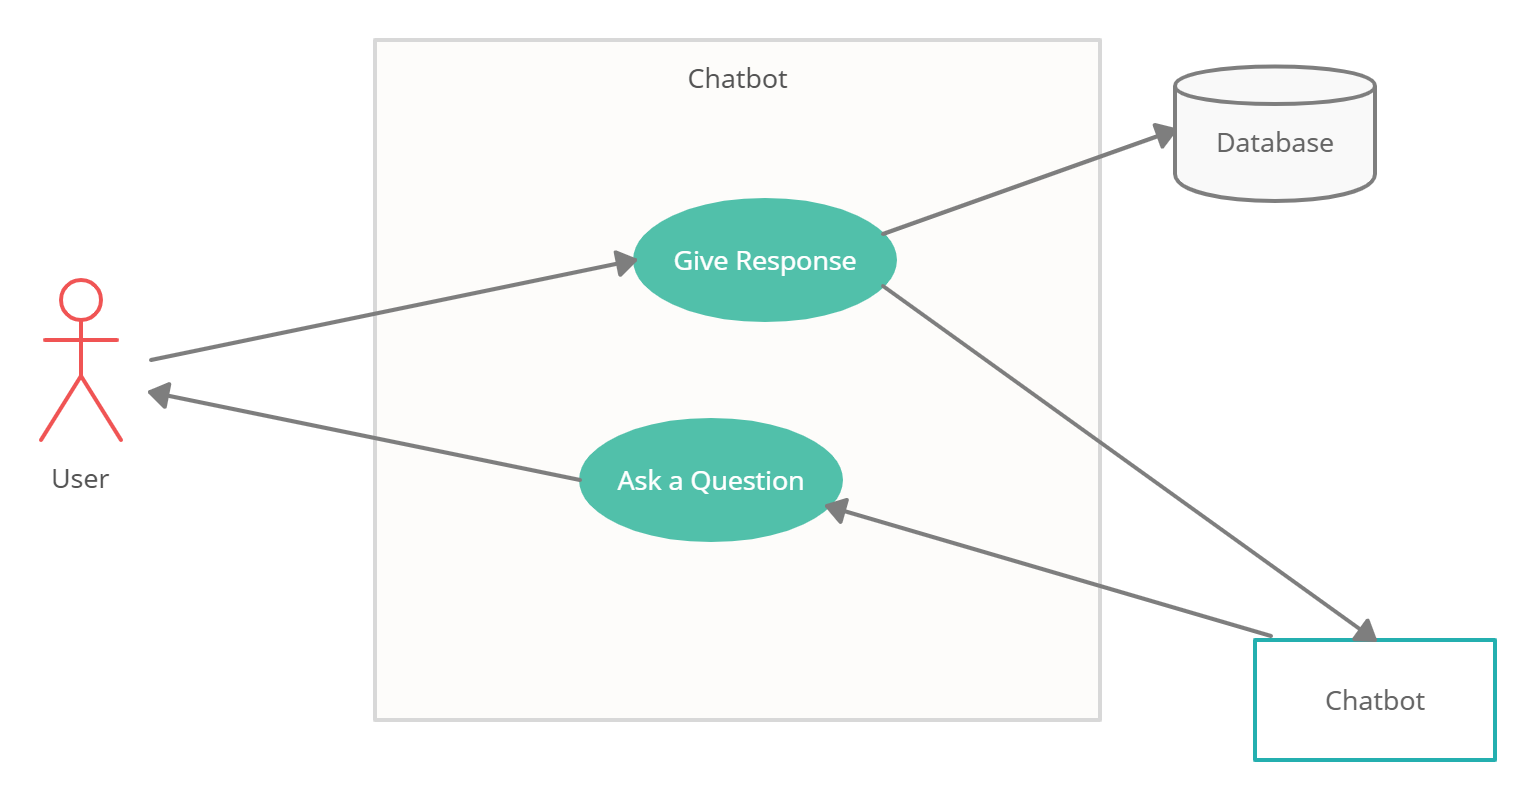 Chatbot
Database
Give Response
User
Ask a Question
Chatbot